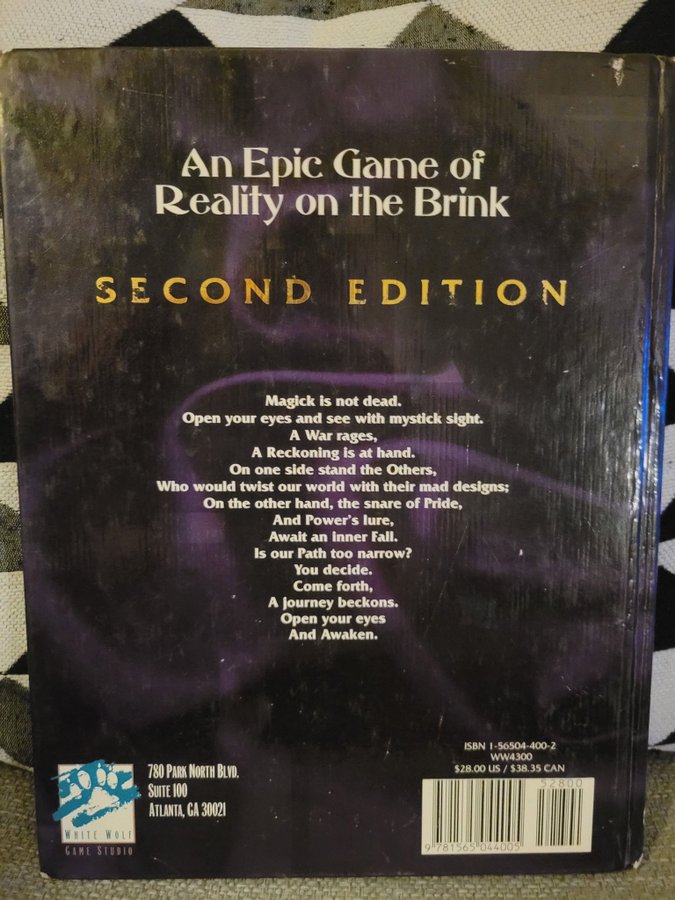 An Epic Game of
Reality on the Brink
SECOND EDITION
Magick is not dead.
Open your eyes and see with mystick sight.
A War rages,
A Reckoning is at hand.
On one side stand the Others,
Who would twist our world with their mad designs;
On the other hand, the snare of Pride,
And Power's lure,
Await an inner Fall.
Is our Path too narrow?
You decide.
Come forth,
A journey beckons.
Open your eyes
And Awaken.
ISBN 1-56504-400-2
WW4300
$28.00 US / $38.35 CAN
52800
9 781565 044005
780 PARK NORTH BLVD.
SUITE 100
ATLANTA, GA 30021
WHITE WOLF
GAME STUDIO